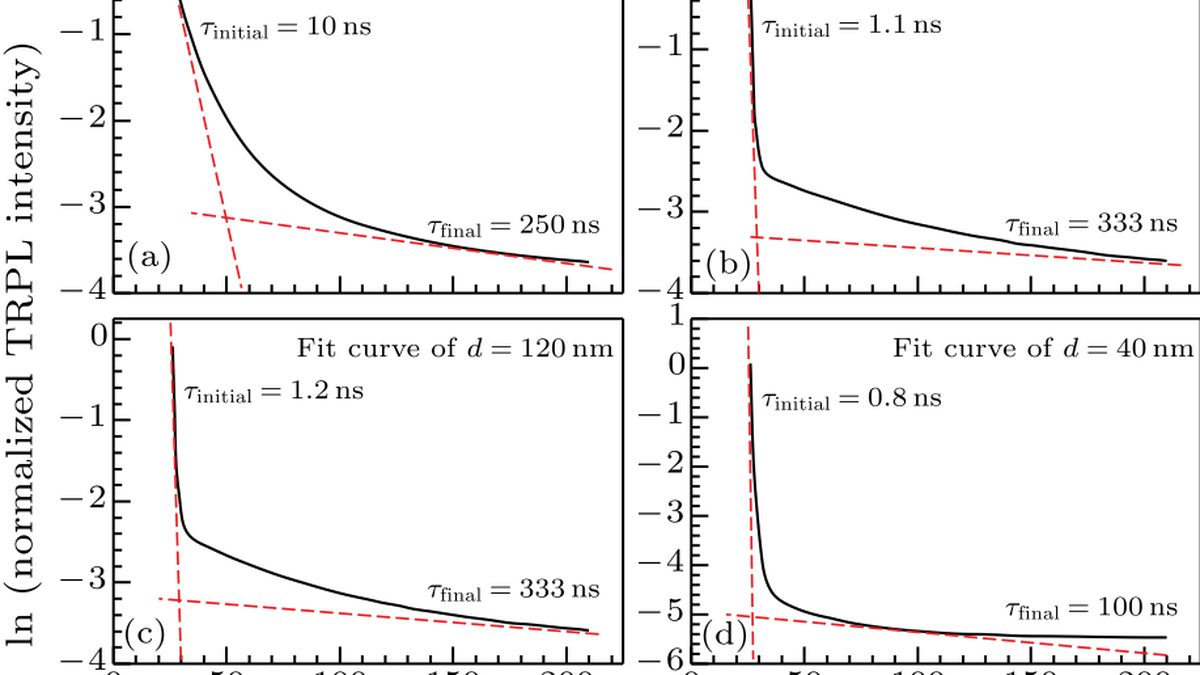 ln (normalized TRPL intensity)
−1
−2
−3
−4
τinitial = 10 ns
τfinal = 250 ns
(a)
−1
−2
−3
−4
τinitial = 1.1 ns
τfinal = 333 ns
(b)
0
−1
−2
−3
−4
Fit curve of d = 120 nm
τinitial = 1.2 ns
τfinal = 333 ns
(c)
1
0
−1
−2
−3
−4
−5
−6
Fit curve of d = 40 nm
τinitial = 0.8 ns
τfinal = 100 ns
(d)